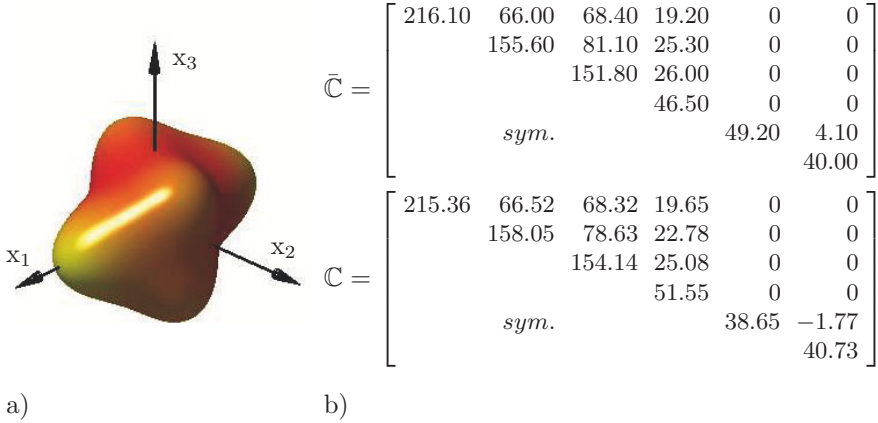 x₃
x₂
x₁
216.10 66.00 68.40 19.20 0 0
155.60 81.10 25.30 0 0
151.80 26.00 0 0
ℂ̄ =
46.50 0 0
sym. 49.20 4.10
40.00
215.36 66.52 68.32 19.65 0 0
158.05 78.63 22.78 0 0
154.14 25.08 0 0
ℂ =
51.55 0 0
sym. 38.65 −1.77
40.73
a) b)